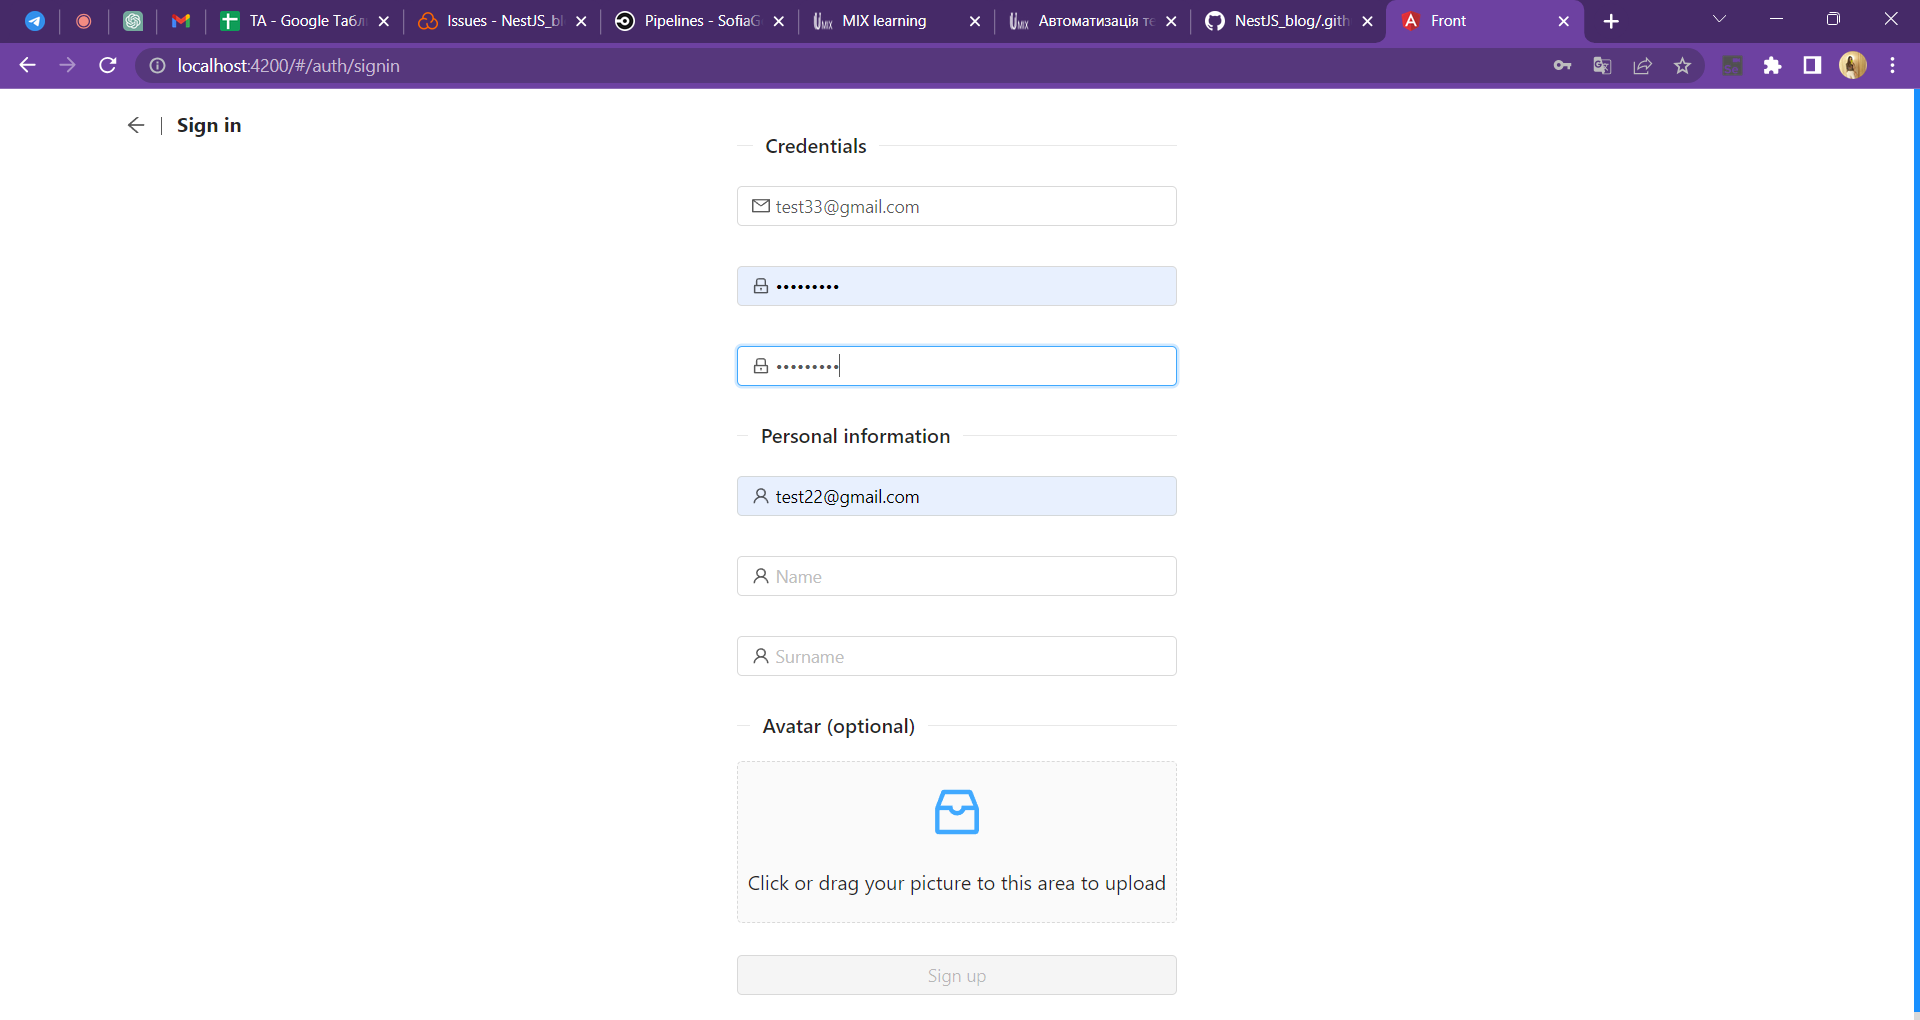 TA - Google Табл
Issues - NestJS_bl
Pipelines - SofiaG
MIX learning
Автоматизація те
NestJS_blog/.gith
Front
localhost:4200/#/auth/signin
Sign in
Credentials
test33@gmail.com
•••••••••
•••••••••
Personal information
test22@gmail.com
Name
Surname
Avatar (optional)
Click or drag your picture to this area to upload
Sign up